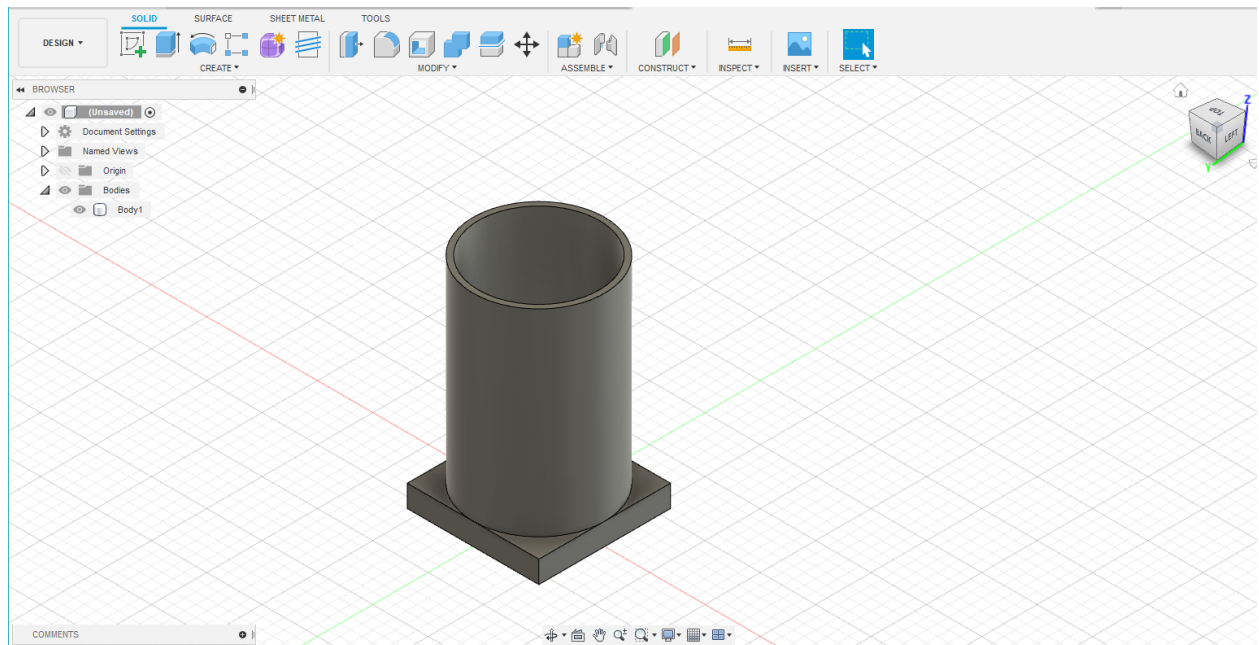 SOLID SURFACE SHEET METAL TOOLS
DESIGN
CREATE MODIFY ASSEMBLE CONSTRUCT INSPECT INSERT SELECT
BROWSER
(Unsaved)
Document Settings
Named Views
Origin
Bodies
Body1
Z
TOP
BACK LEFT
Y
COMMENTS